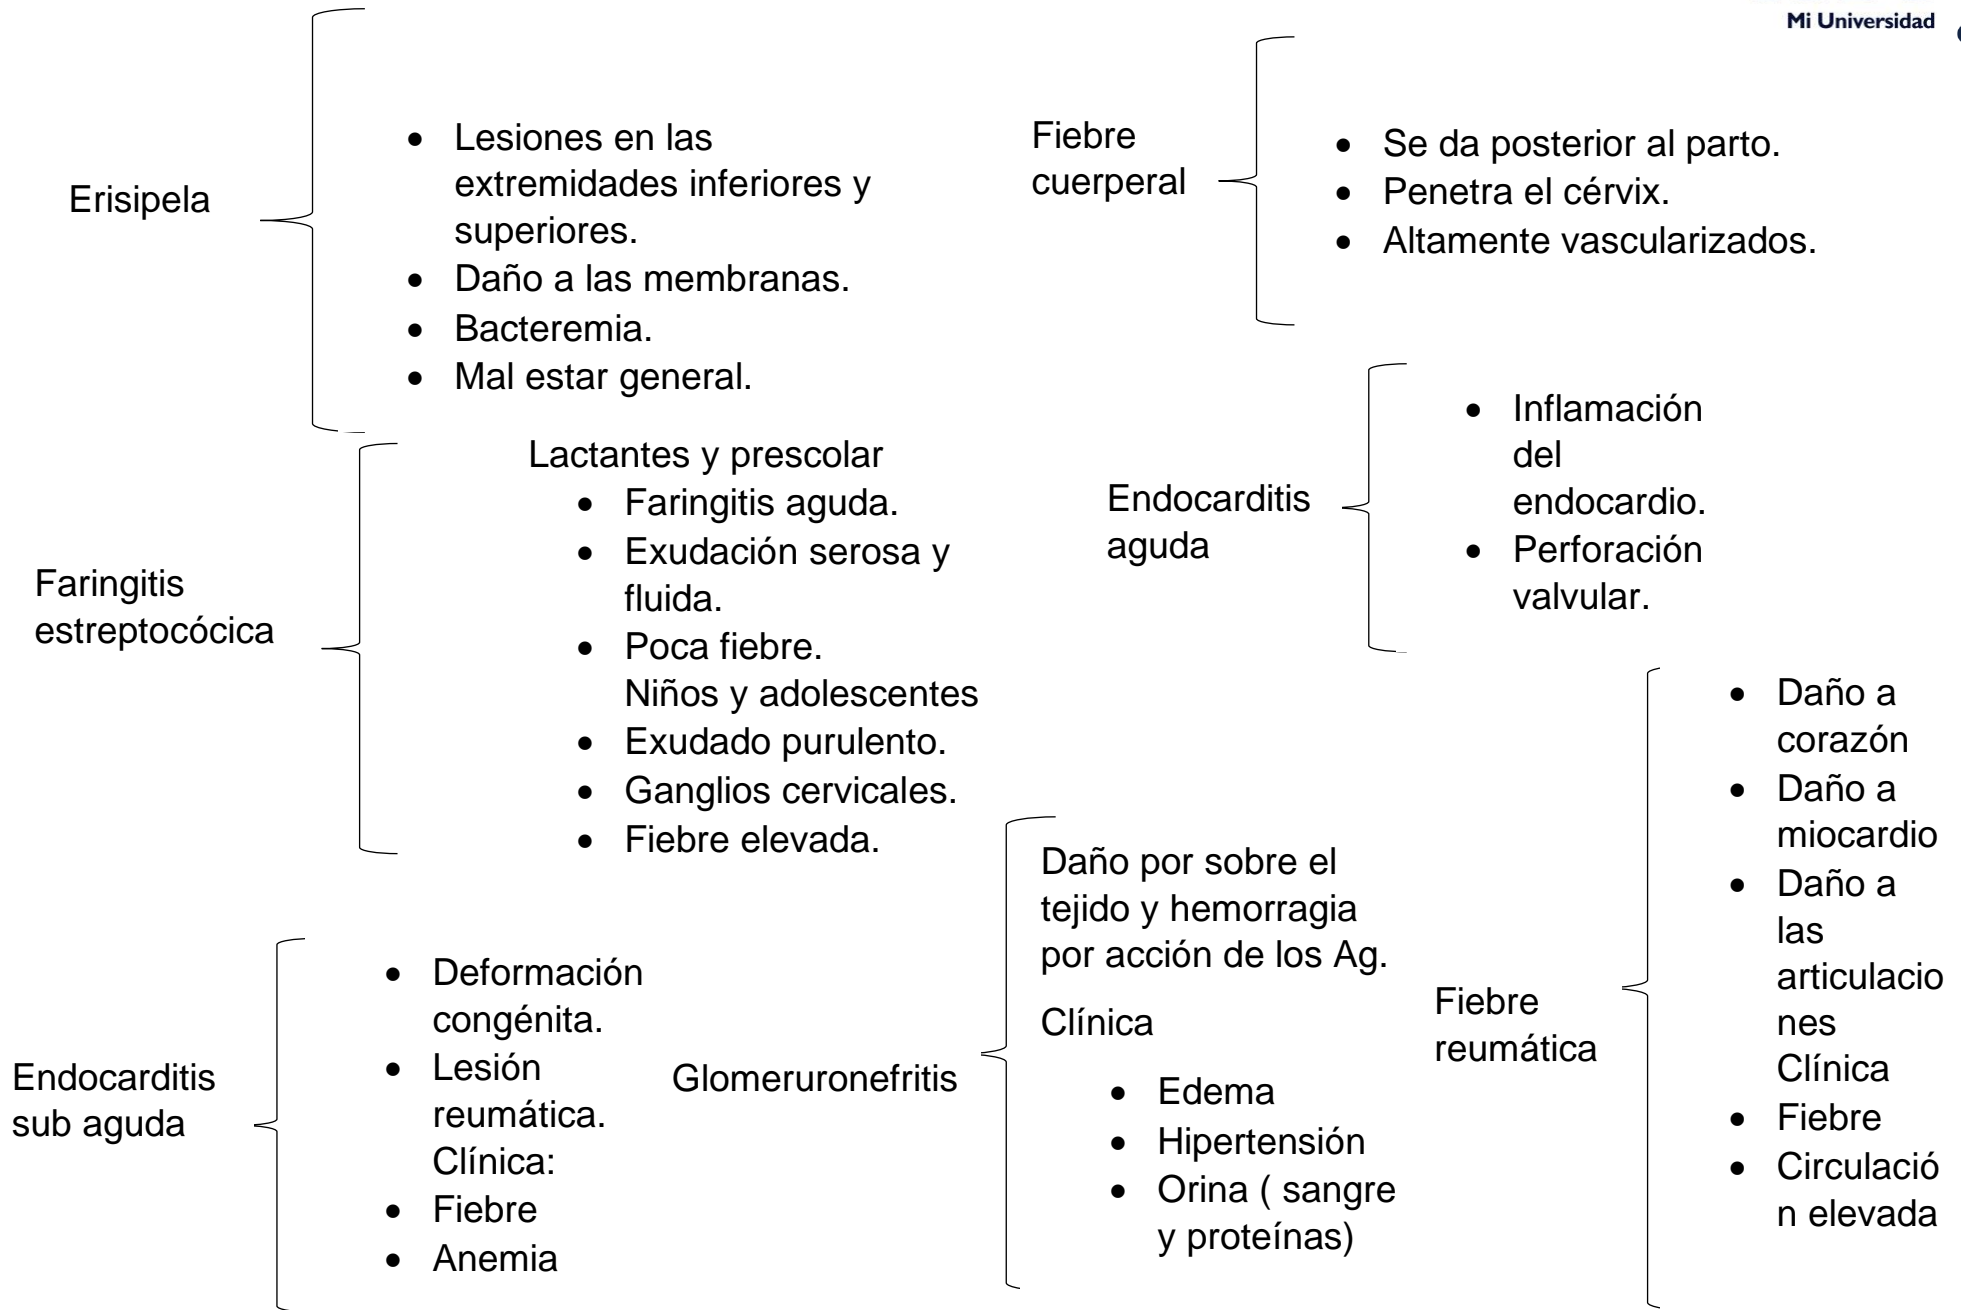 Mi Universidad
Erisipela
• Lesiones en las
extremidades inferiores y
superiores.
• Daño a las membranas.
• Bacteremia.
• Mal estar general.
Fiebre
cuerperal
• Se da posterior al parto.
• Penetra el cérvix.
• Altamente vascularizados.
Faringitis
estreptocócica
Lactantes y prescolar
• Faringitis aguda.
• Exudación serosa y
fluida.
• Poca fiebre.
Niños y adolescentes
• Exudado purulento.
• Ganglios cervicales.
• Fiebre elevada.
Endocarditis
aguda
• Inflamación
del
endocardio.
• Perforación
valvular.
Endocarditis
sub aguda
• Deformación
congénita.
• Lesión
reumática.
Clínica:
• Fiebre
• Anemia
Glomeruronefritis
Daño por sobre el
tejido y hemorragia
por acción de los Ag.
Clínica
• Edema
• Hipertensión
• Orina ( sangre
y proteínas)
Fiebre
reumática
• Daño a
corazón
• Daño a
miocardio
• Daño a
las
articulacio
nes
Clínica
• Fiebre
• Circulació
n elevada